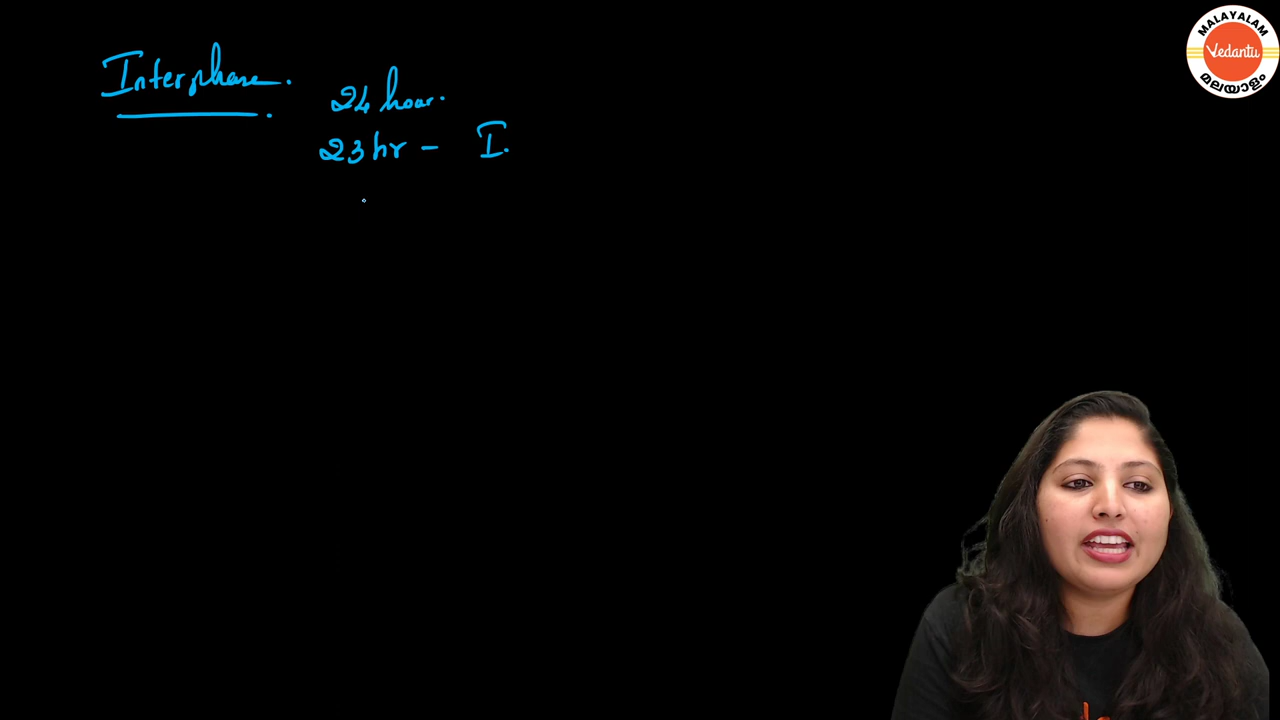 Interphase.
24 hour.
23 hr - I.
MALAYALAM
Vedantu
മലയാളം